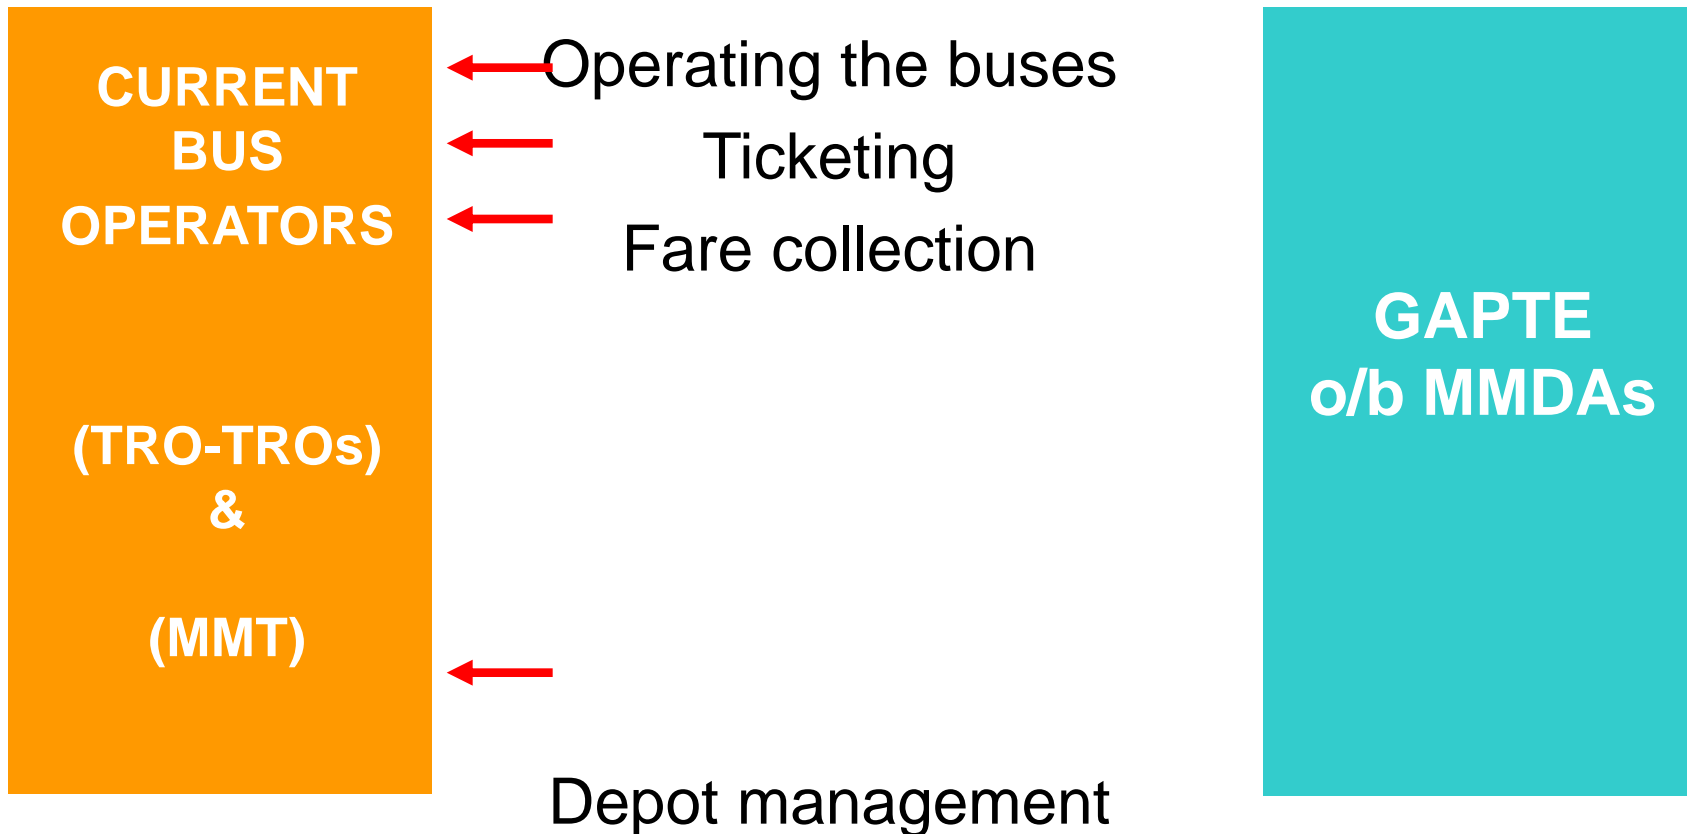 CURRENT
BUS
OPERATORS
(TRO-TROs)
&
(MMT)
Operating the buses
Ticketing
Fare collection
Depot management
GAPTE
o/b MMDAs